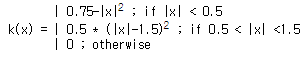 | 0.75-|x|² ; if |x| < 0.5
k(x) = | 0.5 * (|x|-1.5)² ; if 0.5 < |x| <1.5
| 0 ; otherwise